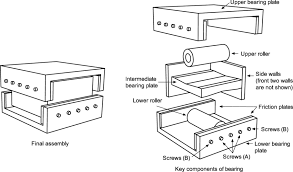 Upper bearing plate
Upper roller
Intermediate
bearing plate
Side walls
(front two walls
are not shown)
Lower roller
Friction plates
Screws (B)
Lower bearing
plate
Screws (B)
Screws (A)
Final assembly
Key components of bearing